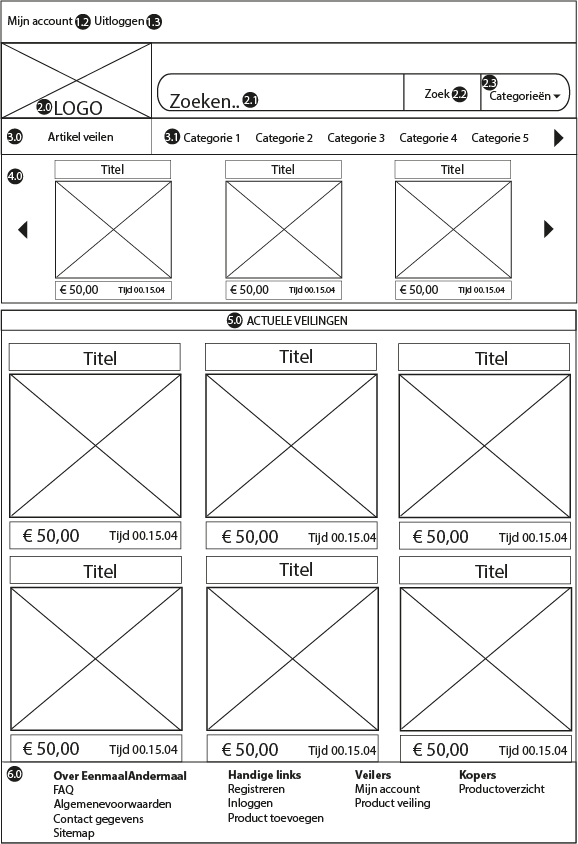 Mijn account 1.2 Uitloggen 1.3
2.0 LOGO
Zoeken.. 2.1
Zoek 2.2
2.3
Categorieën
3.0 Artikel veilen
3.1 Categorie 1 Categorie 2 Categorie 3 Categorie 4 Categorie 5
4.0
Titel Titel Titel
€ 50,00 Tijd 00.15.04 € 50,00 Tijd 00.15.04 € 50,00 Tijd 00.15.04
5.0 ACTUELE VEILINGEN
Titel Titel Titel
€ 50,00 Tijd 00.15.04 € 50,00 Tijd 00.15.04 € 50,00 Tijd 00.15.04
Titel Titel Titel
€ 50,00 Tijd 00.15.04 € 50,00 Tijd 00.15.04 € 50,00 Tijd 00.15.04
6.0
Over EenmaalAndermaal
FAQ
Algemenevoorwaarden
Contact gegevens
Sitemap
Handige links
Registreren
Inloggen
Product toevoegen
Veilers
Mijn account
Product veiling
Kopers
Productoverzicht